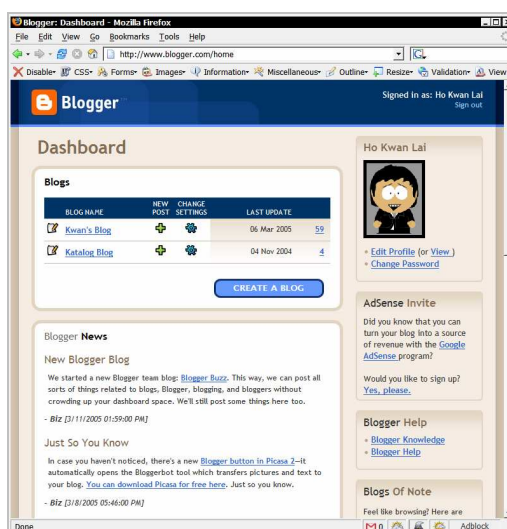 Blogger: Dashboard - Mozilla Firefox
File Edit View Go Bookmarks Tools Help
http://www.blogger.com/home
Disable CSS Forms Images Information Miscellaneous Outline Resize Validation View
Blogger
Signed in as: Ho Kwan Lai
Sign out
Dashboard
Blogs
BLOG NAME NEW POST CHANGE SETTINGS LAST UPDATE
Kwan's Blog 06 Mar 2005 59
Katalog Blog 04 Nov 2004 4
CREATE A BLOG
Blogger News
New Blogger Blog
We started a new Blogger team blog: Blogger Buzz. This way, we can post all
sorts of things related to blogs, Blogger, blogging, and bloggers without
crowding up your dashboard space. We'll still post some things here too.
- Biz [3/11/2005 01:59:00 PM]
Just So You Know
In case you haven't noticed, there's a new Blogger button in Picasa 2—it
automatically opens the Bloggerbot tool which transfers pictures and text to
your blog. You can download Picasa for free here. Just so you know.
- Biz [3/8/2005 05:46:00 PM]
Ho Kwan Lai
Edit Profile (or View )
Change Password
AdSense Invite
Did you know that you can
turn your blog into a source
of revenue with the Google
AdSense program?
Would you like to sign up?
Yes, please.
Blogger Help
Blogger Knowledge
Blogger Help
Blogs Of Note
Feel like browsing? Here are
Done
0
Adblock